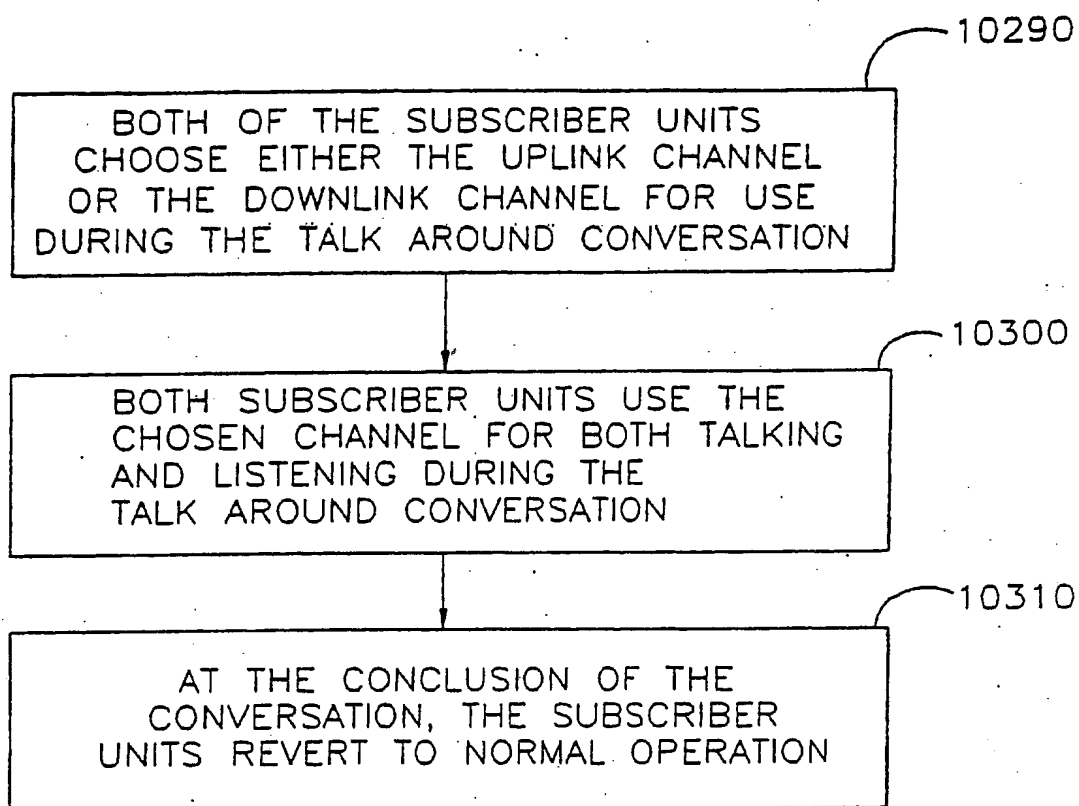 10290
BOTH OF THE SUBSCRIBER UNITS
CHOOSE EITHER THE UPLINK CHANNEL
OR THE DOWNLINK CHANNEL FOR USE
DURING THE TALK AROUND CONVERSATION
10300
BOTH SUBSCRIBER UNITS USE THE
CHOSEN CHANNEL FOR BOTH TALKING
AND LISTENING DURING THE
TALK AROUND CONVERSATION
10310
AT THE CONCLUSION OF THE
CONVERSATION, THE SUBSCRIBER
UNITS REVERT TO NORMAL OPERATION